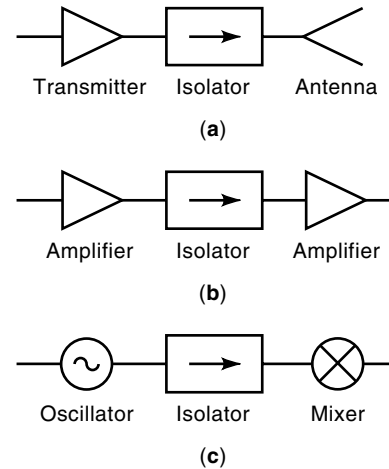 Transmitter Isolator Antenna
(a)
Amplifier Isolator Amplifier
(b)
Oscillator Isolator Mixer
(c)